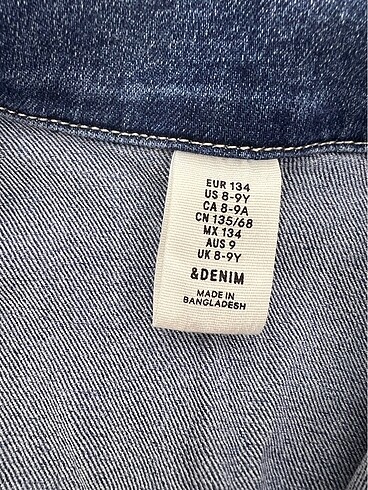 EUR 134
US 8-9Y
CA 8-9A
CN 135/68
MX 134
AUS 9
UK 8-9Y
&DENIM
MADE IN
BANGLADESH